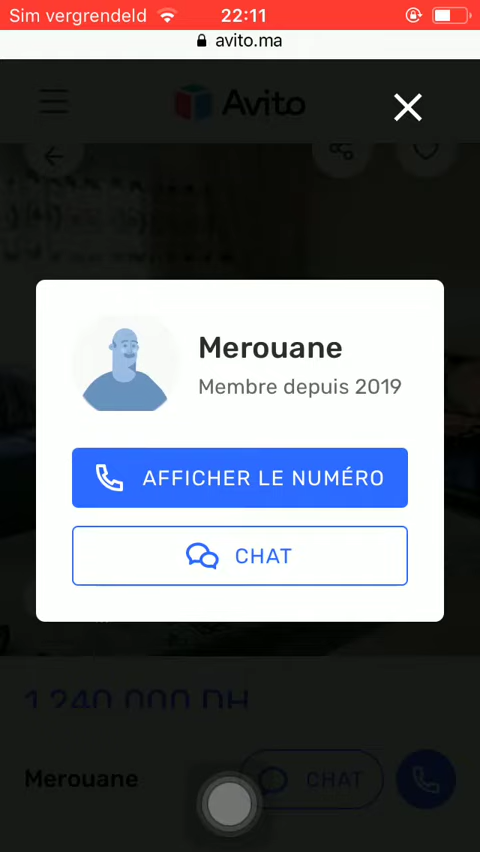 Sim vergrendeld
22:11
avito.ma
Avito
Merouane
Membre depuis 2019
AFFICHER LE NUMÉRO
CHAT
1 240 000 DH
Merouane
CHAT